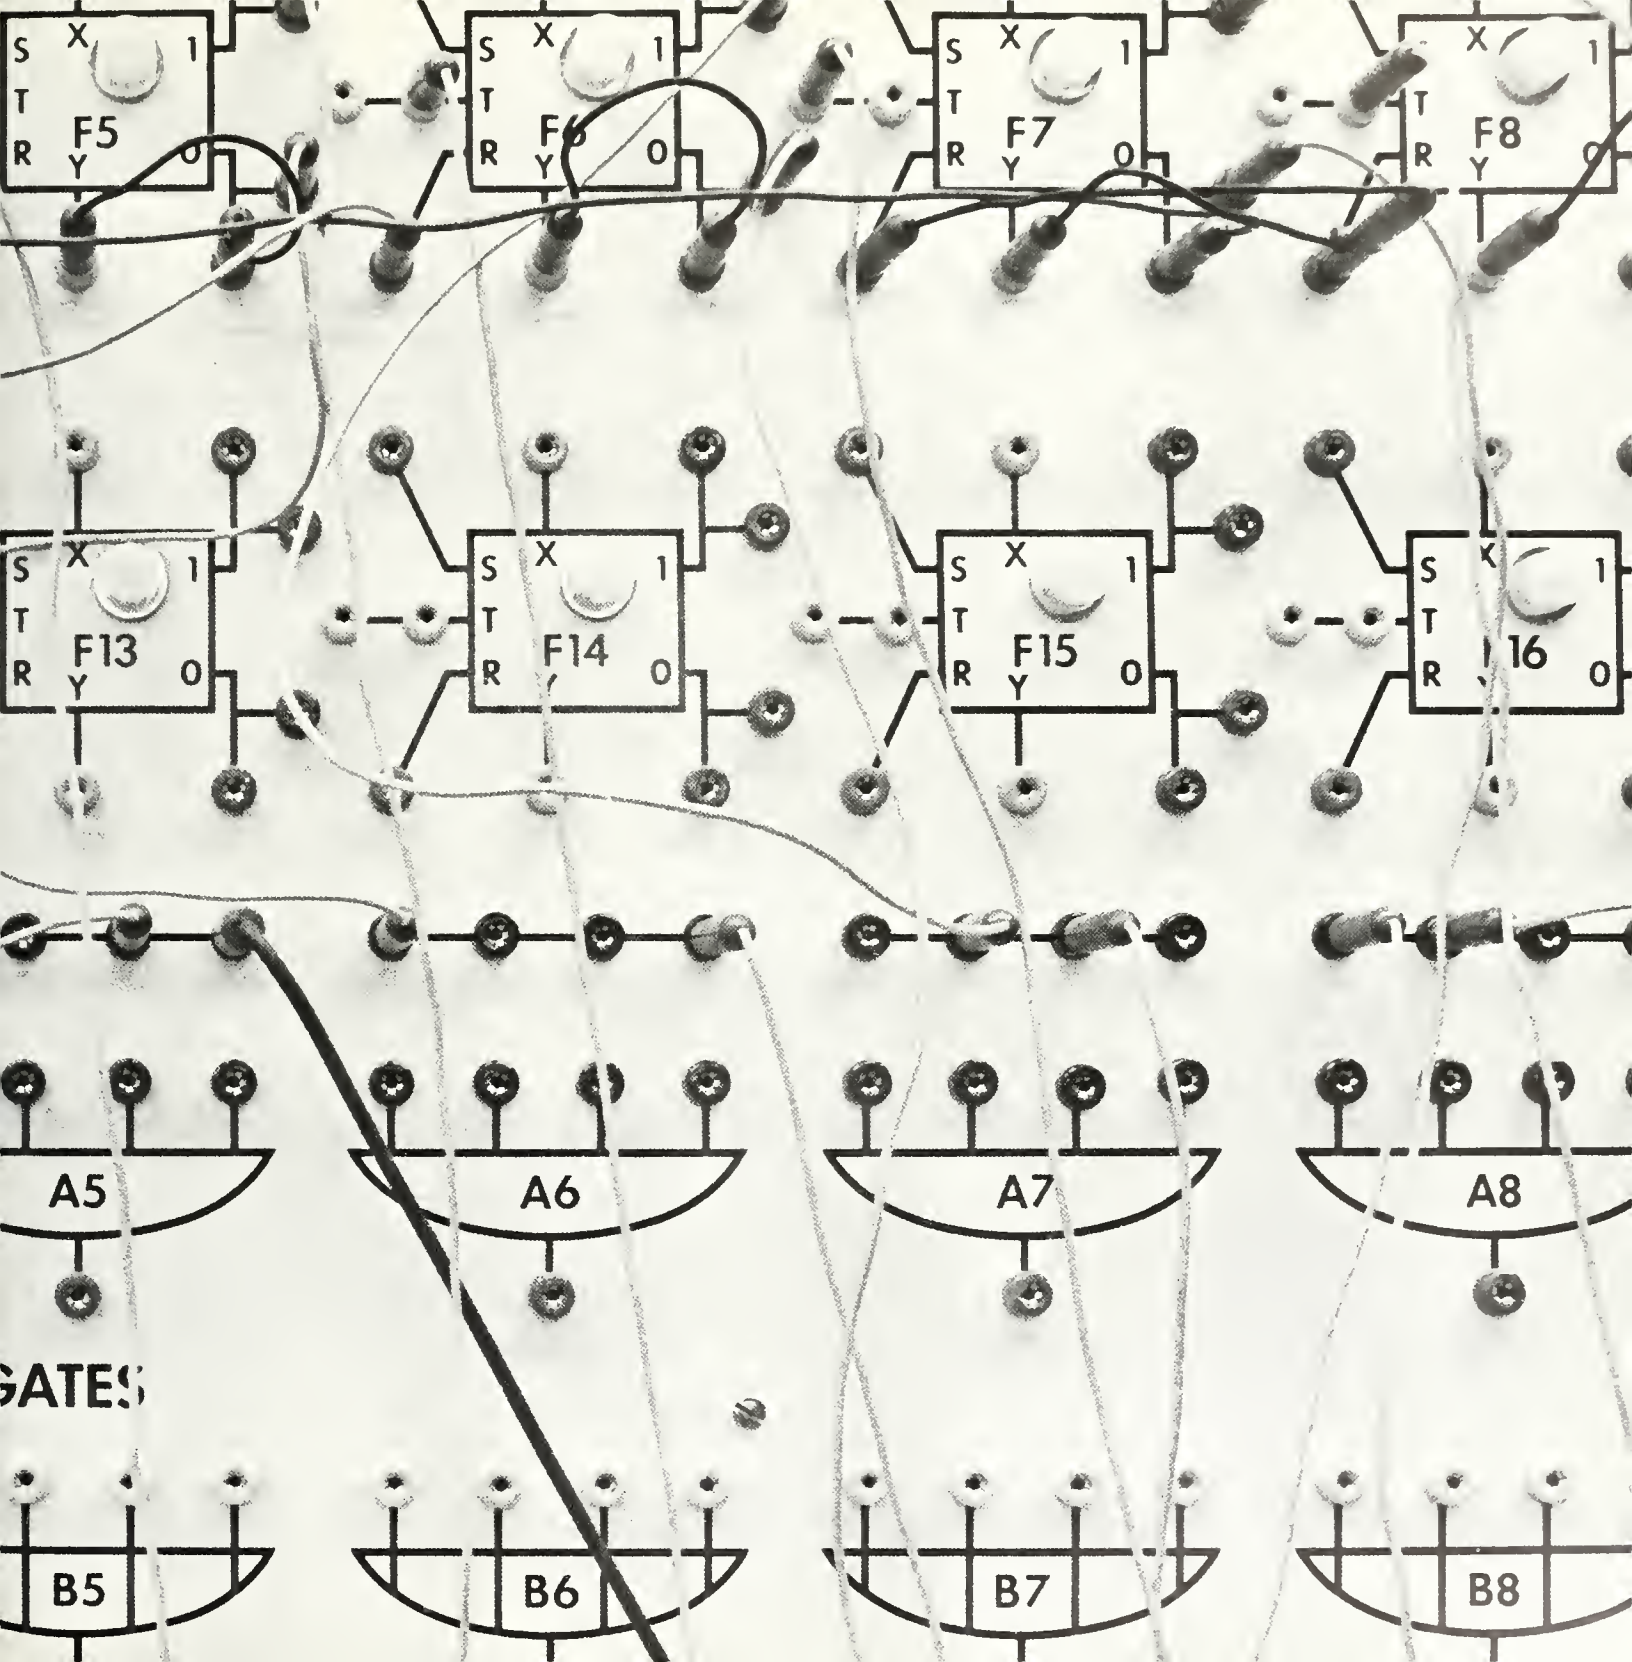 X X X X
S 1 S 1 S 1 1
T T T T
F5 F6 F7 F8
R 0 R 0 R 0 R 0
Y Y Y Y
X X X X
S 1 S 1 S 1 S 1
T T T
F13 F14 F15 16
R 0 R 0 R 0 R 0
Y Y
A5 A6 A7 A8
GATES
B5 B6 B7 B8